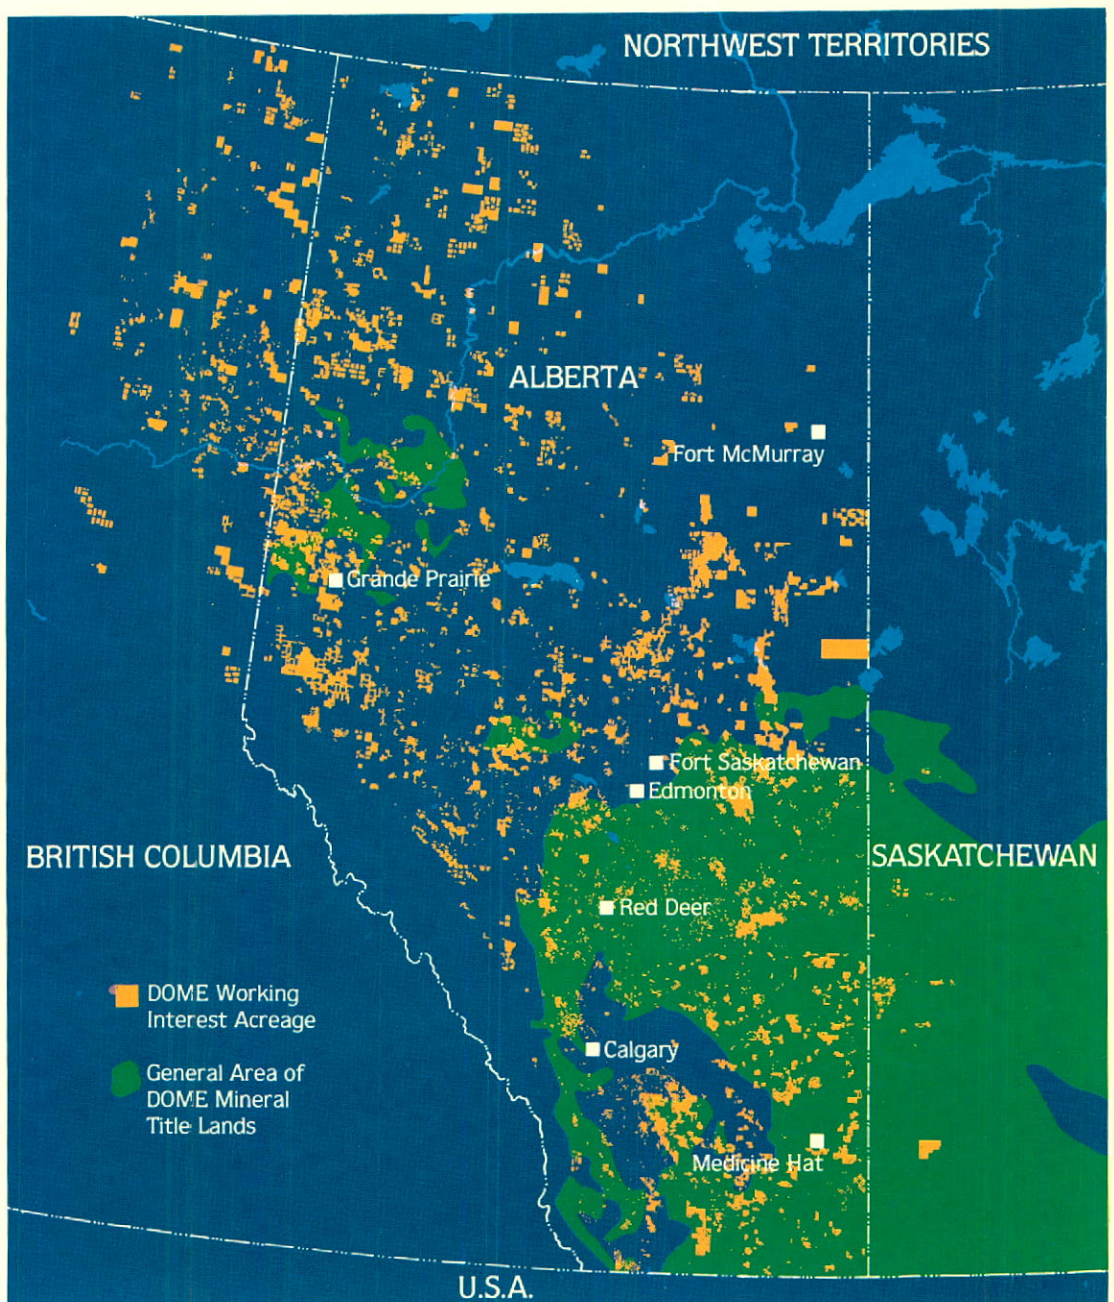 NORTHWEST TERRITORIES
ALBERTA
Fort McMurray
Grande Prairie
Fort Saskatchewan
Edmonton
BRITISH COLUMBIA
SASKATCHEWAN
Red Deer
DOME Working
Interest Acreage
Calgary
General Area of
DOME Mineral
Title Lands
Medicine Hat
U.S.A.